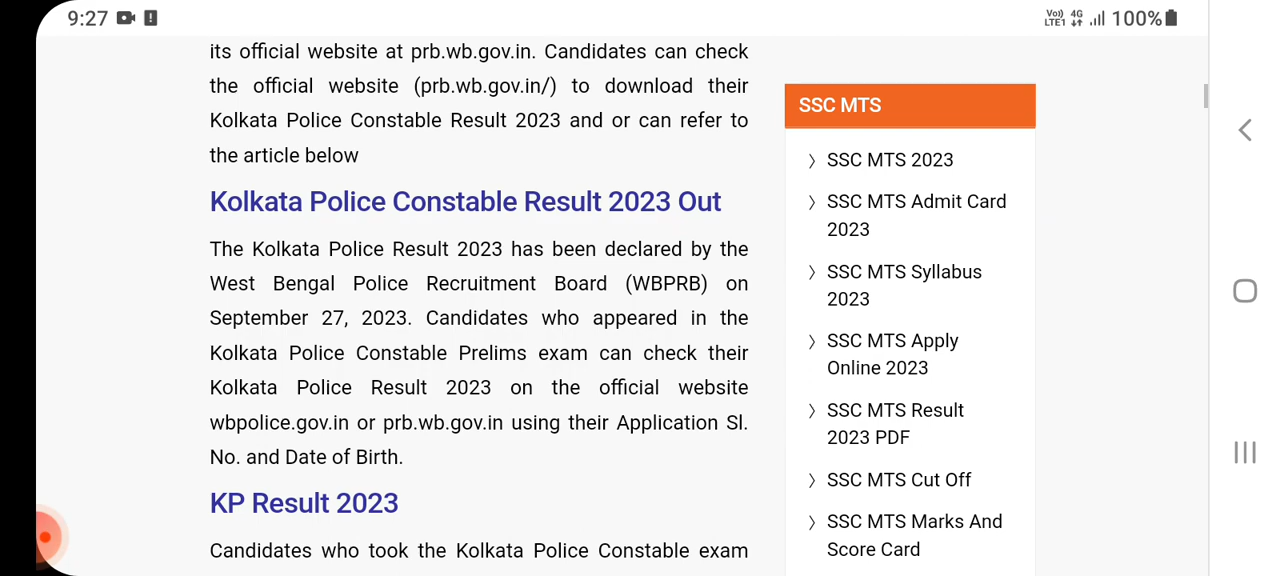 9:27
Vo)) LTE1 4G 100%
its official website at prb.wb.gov.in. Candidates can check
the official website (prb.wb.gov.in/) to download their
Kolkata Police Constable Result 2023 and or can refer to
the article below
Kolkata Police Constable Result 2023 Out
The Kolkata Police Result 2023 has been declared by the
West Bengal Police Recruitment Board (WBPRB) on
September 27, 2023. Candidates who appeared in the
Kolkata Police Constable Prelims exam can check their
Kolkata Police Result 2023 on the official website
wbpolice.gov.in or prb.wb.gov.in using their Application Sl.
No. and Date of Birth.
KP Result 2023
Candidates who took the Kolkata Police Constable exam
SSC MTS
SSC MTS 2023
SSC MTS Admit Card
2023
SSC MTS Syllabus
2023
SSC MTS Apply
Online 2023
SSC MTS Result
2023 PDF
SSC MTS Cut Off
SSC MTS Marks And
Score Card